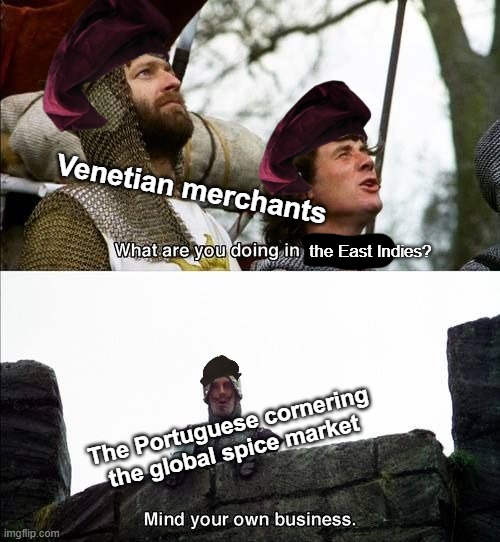 Venetian merchants
What are you doing in the East Indies?
The Portuguese cornering
the global spice market
Mind your own business.
imgflip.com